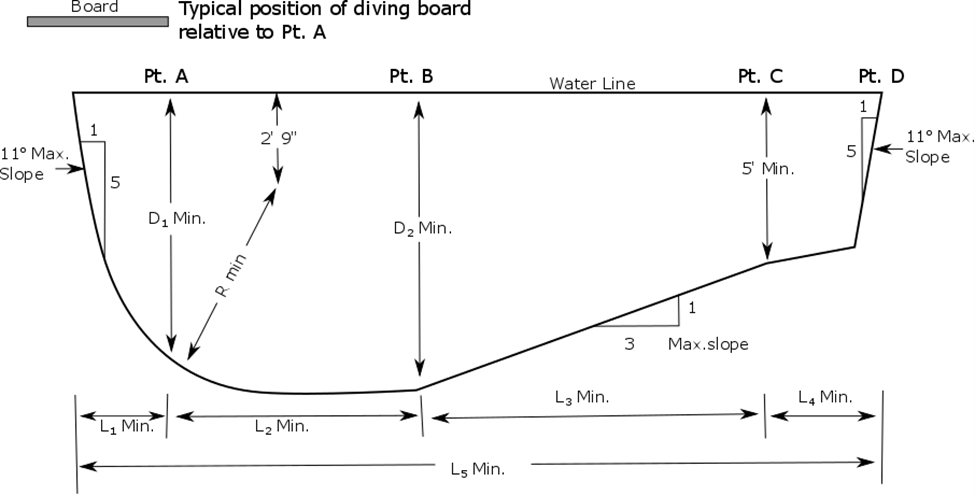 Board
Typical position of diving board
relative to Pt. A
Pt. A
Pt. B
Water Line
Pt. C
Pt. D
1
5
11° Max.
Slope
2' 9"
D₁ Min.
R min
D₂ Min.
5' Min.
1
5
11° Max.
Slope
1
3
Max.slope
L₁ Min.
L₂ Min.
L₃ Min.
L₄ Min.
L₅ Min.